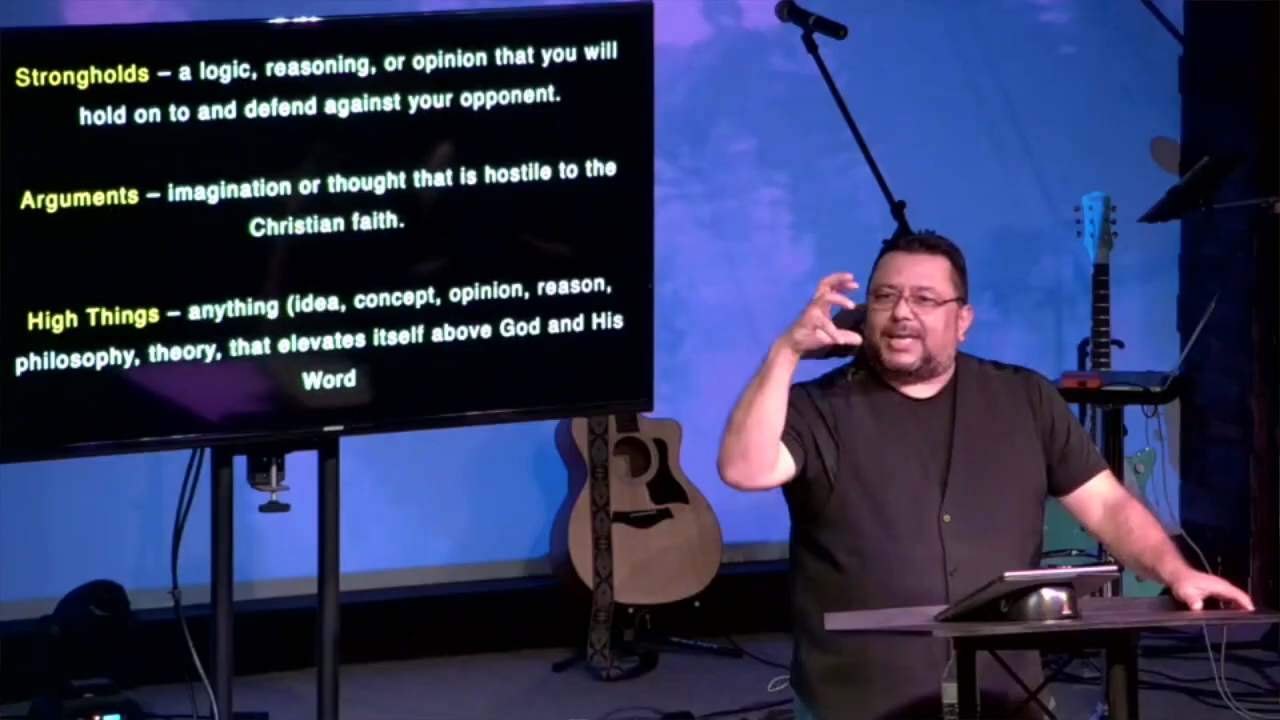 Strongholds – a logic, reasoning, or opinion that you will
hold on to and defend against your opponent.
Arguments – imagination or thought that is hostile to the
Christian faith.
High Things – anything (idea, concept, opinion, reason,
philosophy, theory, that elevates itself above God and His
Word